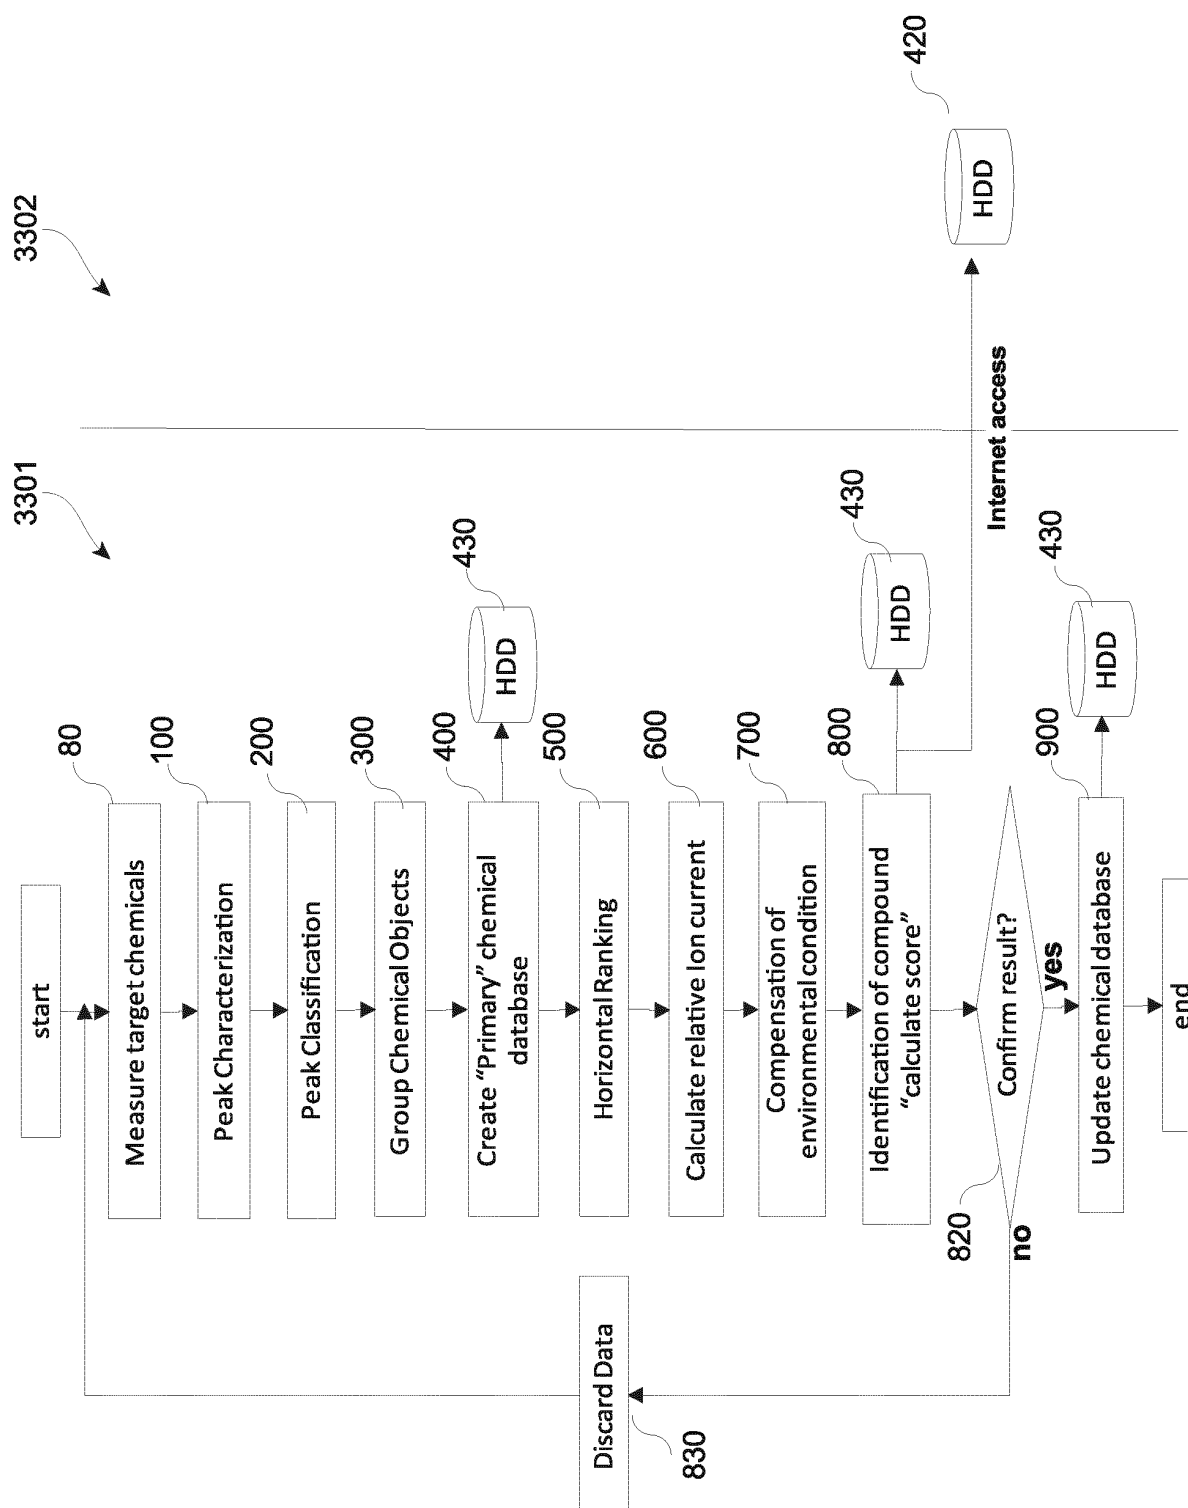 3301
3302
start
80
Measure target chemicals
100
Peak Characterization
200
Peak Classification
300
Group Chemical Objects
400
Create “Primary” chemical
database
HDD
430
500
Horizontal Ranking
Discard Data
830
600
Calculate relative Ion current
700
Compensation of
environmental condition
800
Identification of compound
“calculate score”
HDD
430
Internet access
HDD
420
820
Confirm result?
no
yes
900
Update chemical database
HDD
430
end